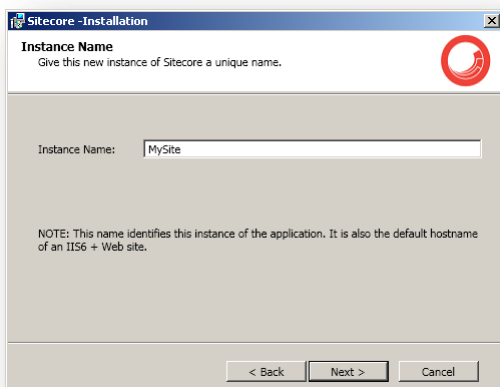 Sitecore -Installation
Instance Name
Give this new instance of Sitecore a unique name.
Instance Name: MySite
NOTE: This name identifies this instance of the application. It is also the default hostname
of an IIS6 + Web site.
< Back Next > Cancel